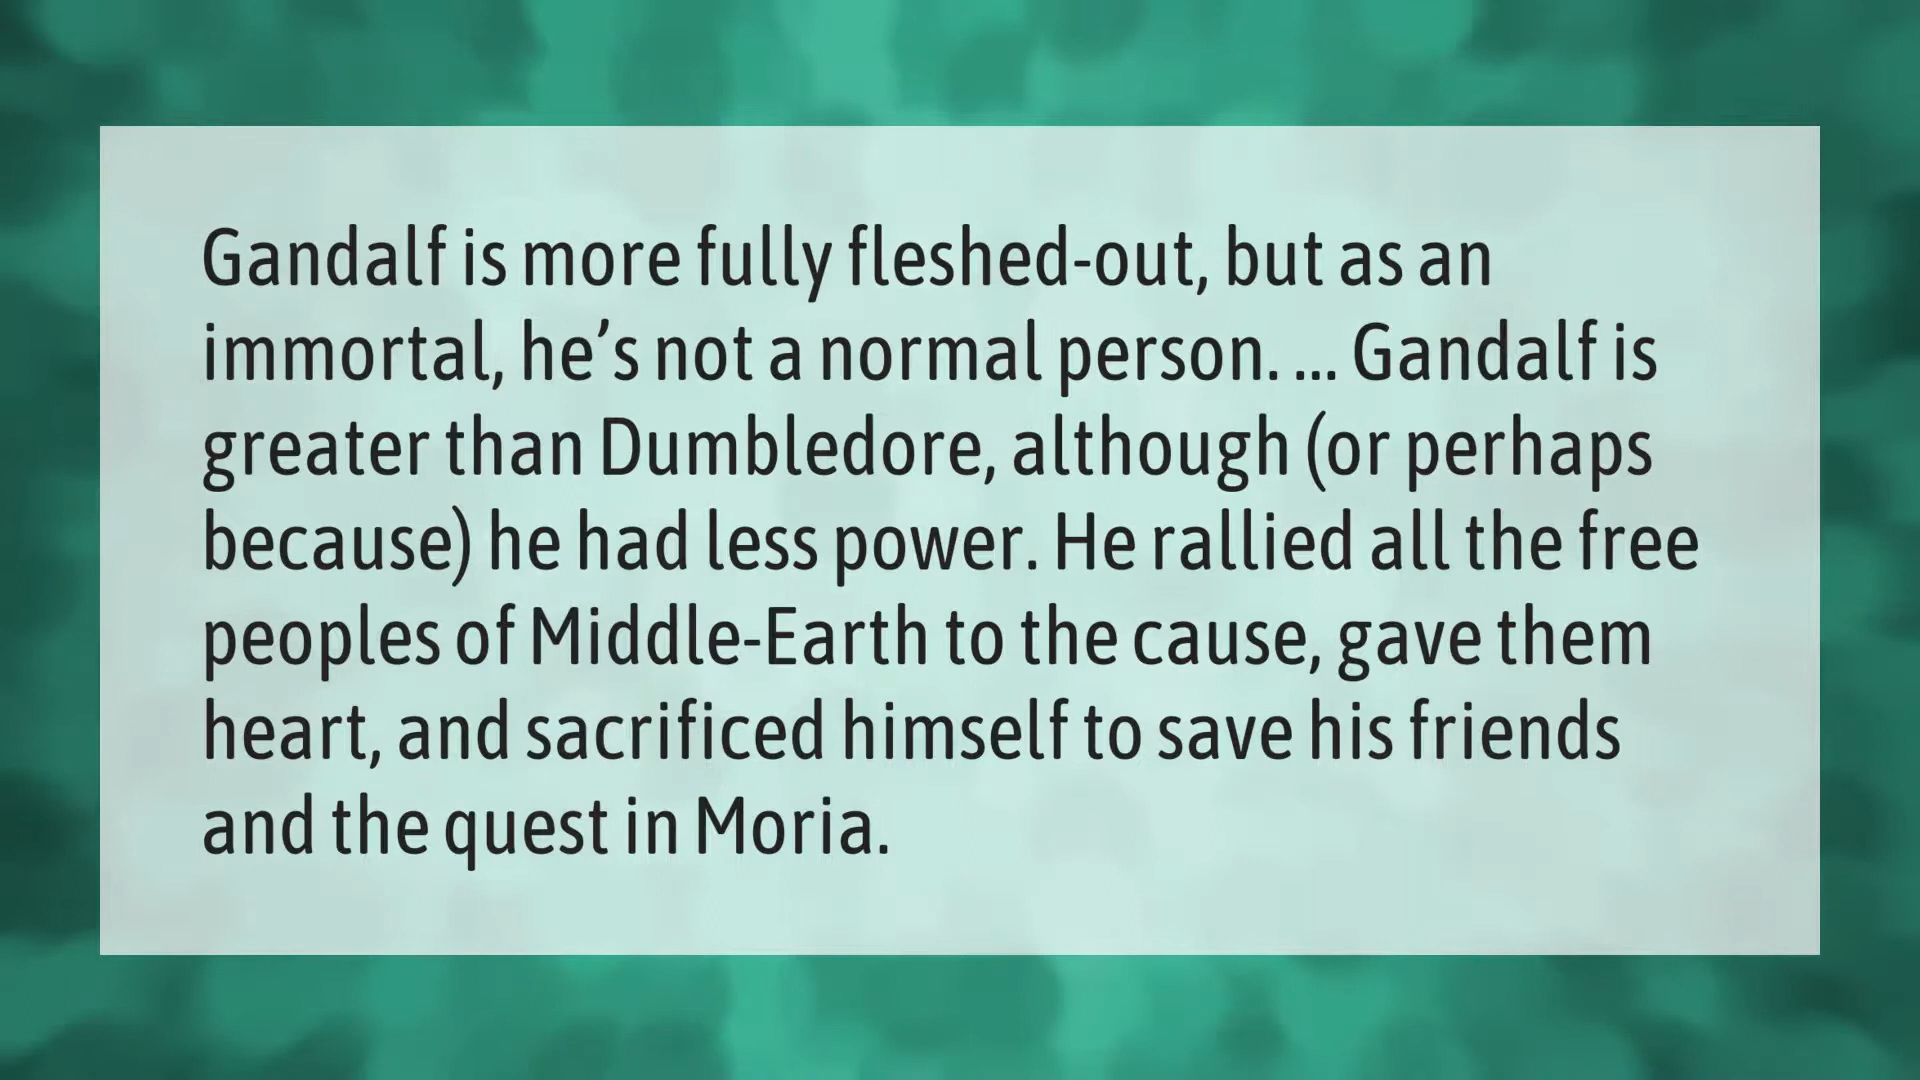 Gandalf is more fully fleshed-out, but as an
immortal, he’s not a normal person. ... Gandalf is
greater than Dumbledore, although (or perhaps
because) he had less power. He rallied all the free
peoples of Middle-Earth to the cause, gave them
heart, and sacrificed himself to save his friends
and the quest in Moria.